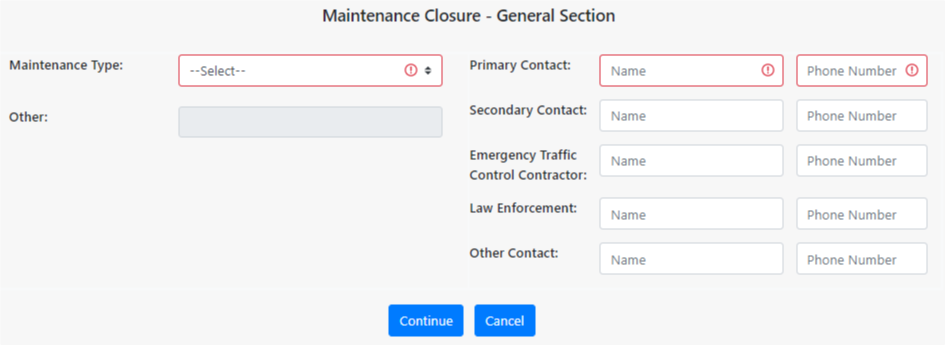 Maintenance Closure - General Section
Maintenance Type:
--Select--
Other:
Primary Contact:
Name
Phone Number
Secondary Contact:
Name
Phone Number
Emergency Traffic
Control Contractor:
Name
Phone Number
Law Enforcement:
Name
Phone Number
Other Contact:
Name
Phone Number
Continue
Cancel